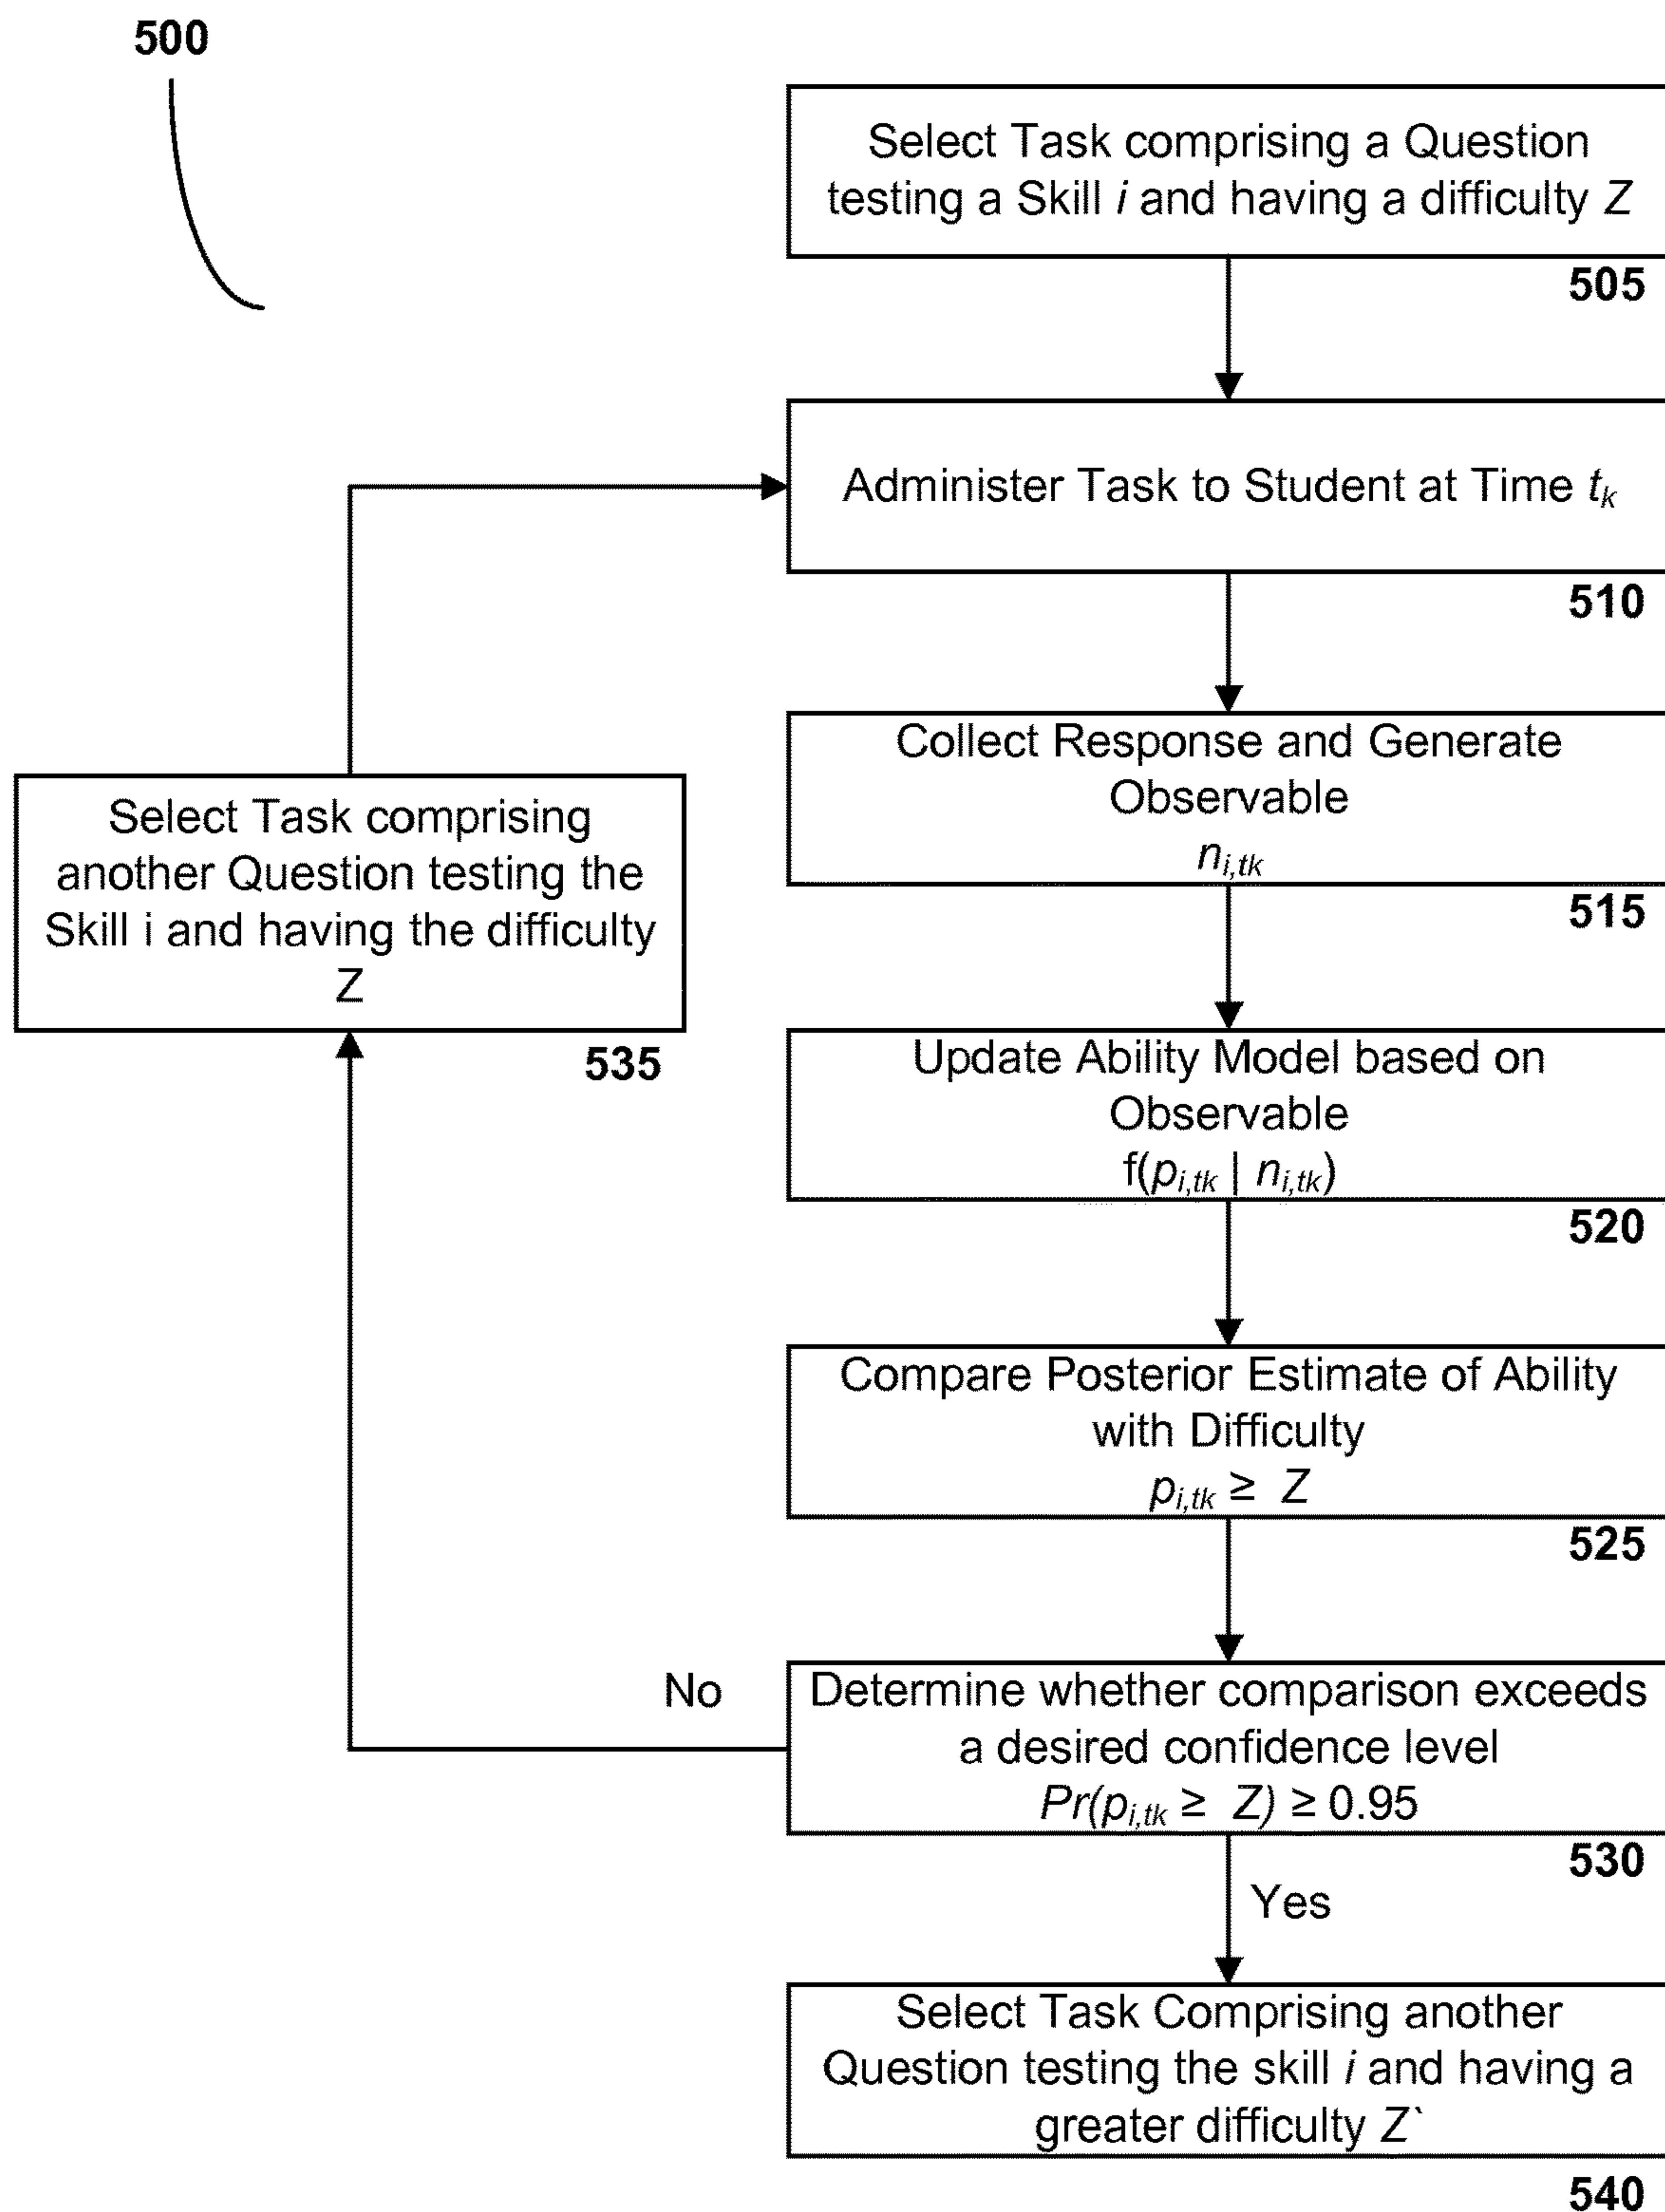 500
Select Task comprising a Question
testing a Skill i and having a difficulty Z
505
Administer Task to Student at Time tk
510
Collect Response and Generate
Observable
ni,tk
515
Select Task comprising
another Question testing the
Skill i and having the difficulty
Z
535
Update Ability Model based on
Observable
f(pi,tk | ni,tk)
520
Compare Posterior Estimate of Ability
with Difficulty
pi,tk ≥ Z
525
No
Determine whether comparison exceeds
a desired confidence level
Pr(pi,tk ≥ Z) ≥ 0.95
530
Yes
Select Task Comprising another
Question testing the skill i and having a
greater difficulty Z`
540